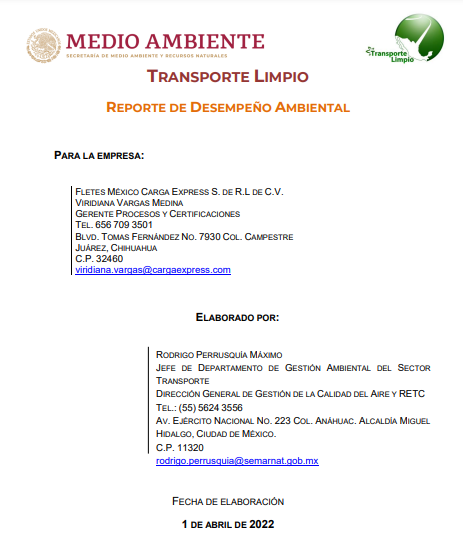 MEDIO AMBIENTE
SECRETARÍA DE MEDIO AMBIENTE Y RECURSOS NATURALES
Transporte
Limpio
TRANSPORTE LIMPIO
REPORTE DE DESEMPEÑO AMBIENTAL
PARA LA EMPRESA:
FLETES MÉXICO CARGA EXPRESS S. DE R.L DE C.V.
VIRIDIANA VARGAS MEDINA
GERENTE PROCESOS Y CERTIFICACIONES
TEL. 656 709 3501
BLVD. TOMAS FERNÁNDEZ NO. 7930 COL. CAMPESTRE
JUÁREZ, CHIHUAHUA
C.P. 32460
viridiana.vargas@cargaexpress.com
ELABORADO POR:
RODRIGO PERRUSQUÍA MÁXIMO
JEFE DE DEPARTAMENTO DE GESTIÓN AMBIENTAL DEL SECTOR
TRANSPORTE
DIRECCIÓN GENERAL DE GESTIÓN DE LA CALIDAD DEL AIRE Y RETC
TEL.: (55) 5624 3556
AV. EJÉRCITO NACIONAL NO. 223 COL. ANÁHUAC. ALCALDÍA MIGUEL
HIDALGO, CIUDAD DE MÉXICO.
C.P. 11320
rodrigo.perrusquia@semarnat.gob.mx
FECHA DE ELABORACIÓN
1 DE ABRIL DE 2022